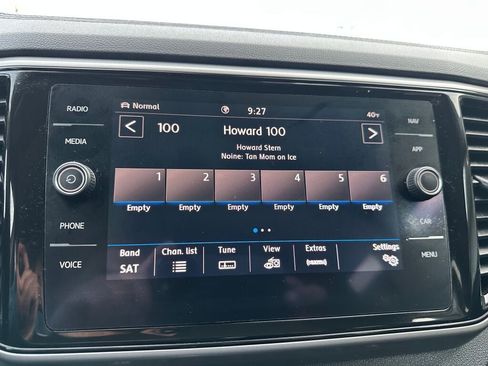 RADIO
MEDIA
PHONE
VOICE
Normal 9:27 40°F
< 100 Howard 100 >
Howard Stern
Noine: Tan Mom on Ice
1 2 3 4 5 6
Empty Empty Empty Empty Empty Empty
Band Chan. list Tune View Extras Settings
SAT
NAV
APP
CAR
MENU